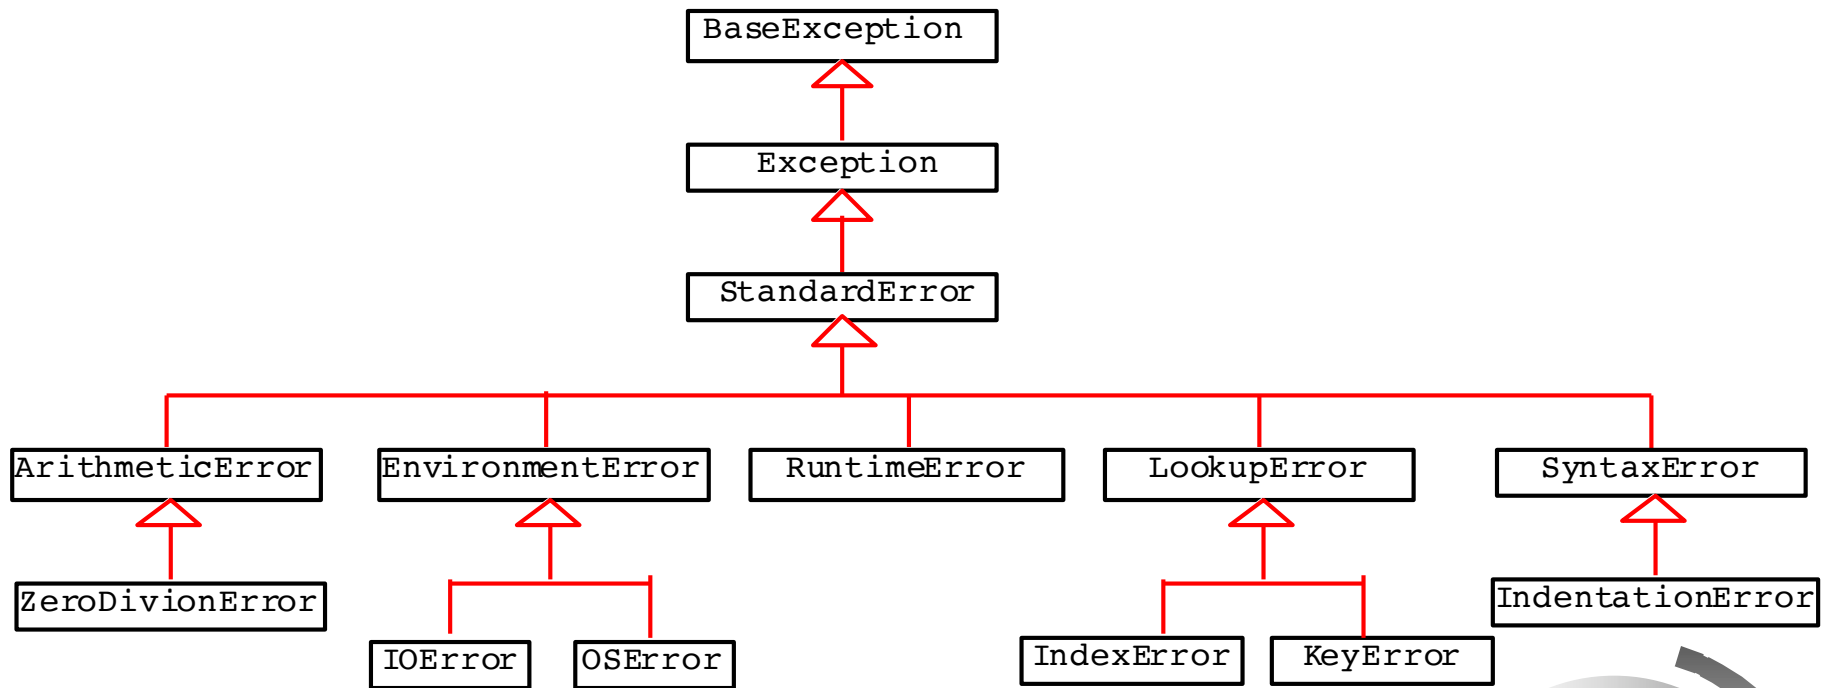 BaseException
Exception
StandardError
ArithmeticError
EnvironmentError
RuntimeError
LookupError
SyntaxError
ZeroDivionError
IOError
OSError
IndexError
KeyError
IndentationError